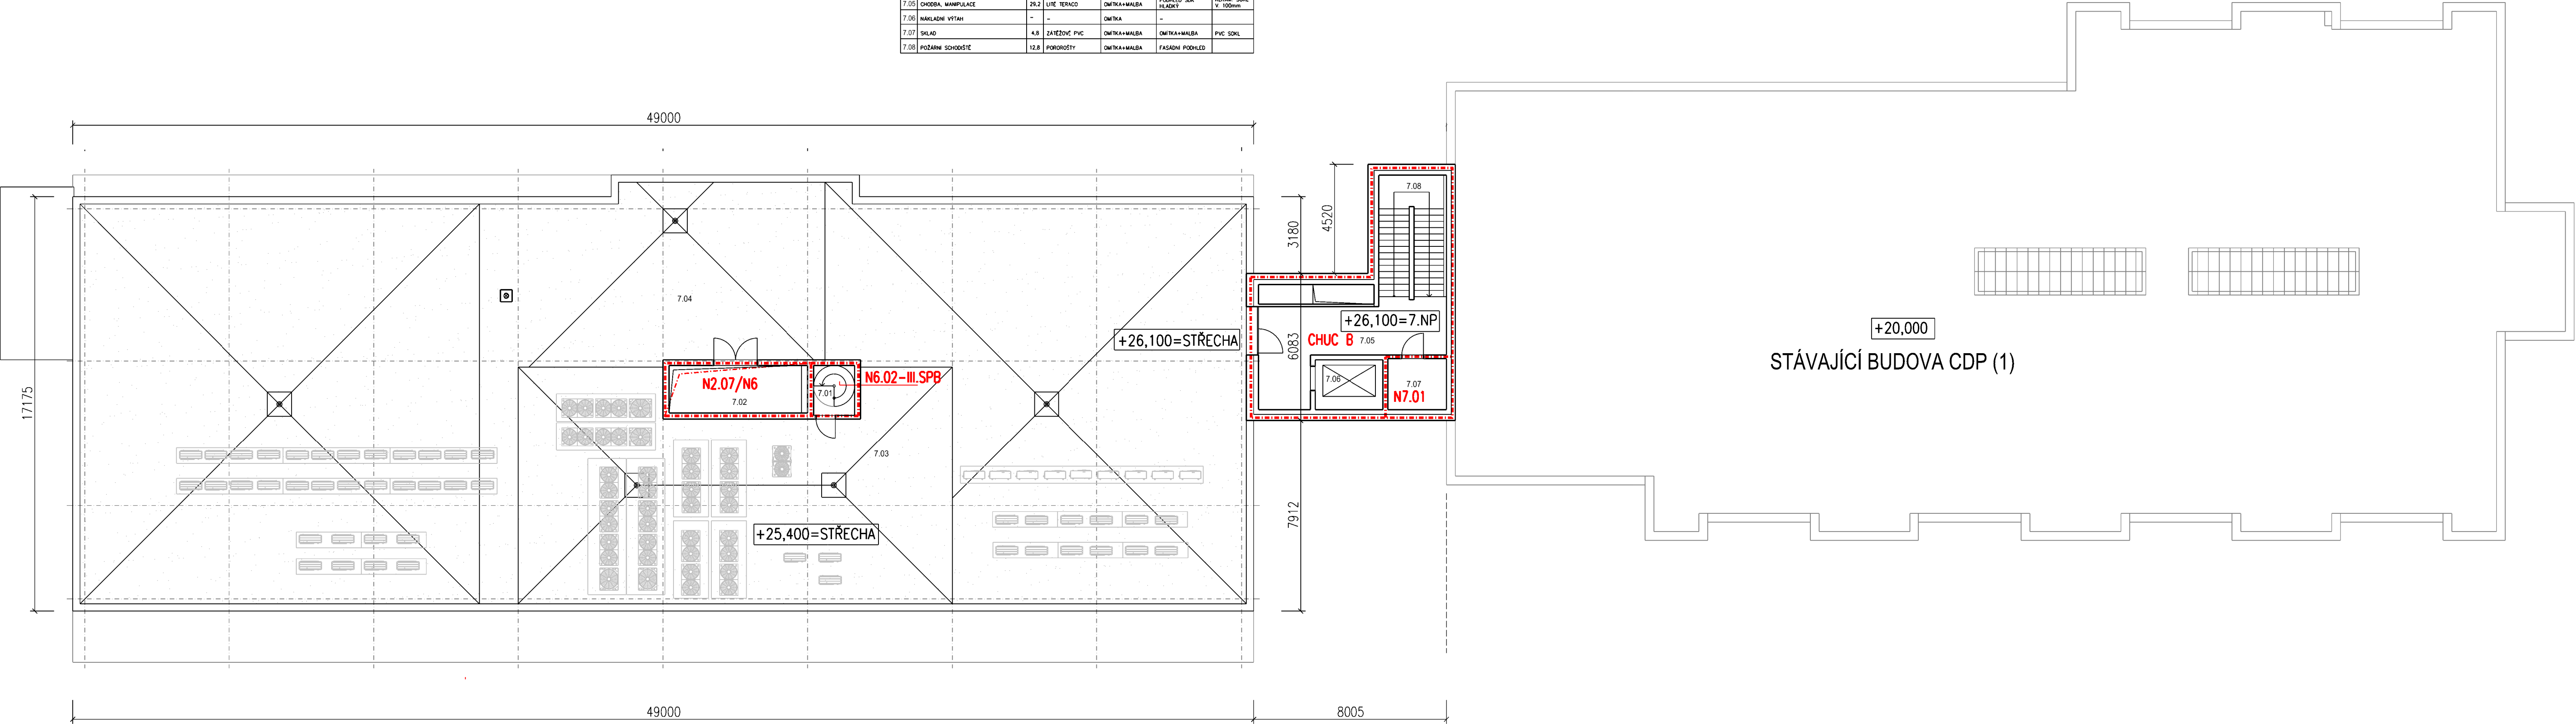 7.05 CHODBA, MANIPULACE 29,2 LITÉ TERACO OMÍTKA+MALBA HLADKÝ V. 100mm
7.06 NÁKLADNÍ VÝTAH - - OMÍTKA -
7.07 SKLAD 4,8 ZÁTĚŽOVÉ PVC OMÍTKA+MALBA OMÍTKA+MALBA PVC SOKL
7.08 POŽÁRNÍ SCHODIŠTĚ 12,8 POROROŠTY OMÍTKA+MALBA FASÁDNÍ PODHLED
49000
7.08
4520
3180
7.04
+26,100=7.NP
+26,100=STŘECHA
CHUC B 7.05
6083
+20,000
STÁVAJÍCÍ BUDOVA CDP (1)
N2.07/N6
N6.02-III.SPB
7.01
7.02
7.06
7.07
N7.01
17175
7.03
7912
+25,400=STŘECHA
49000
8005